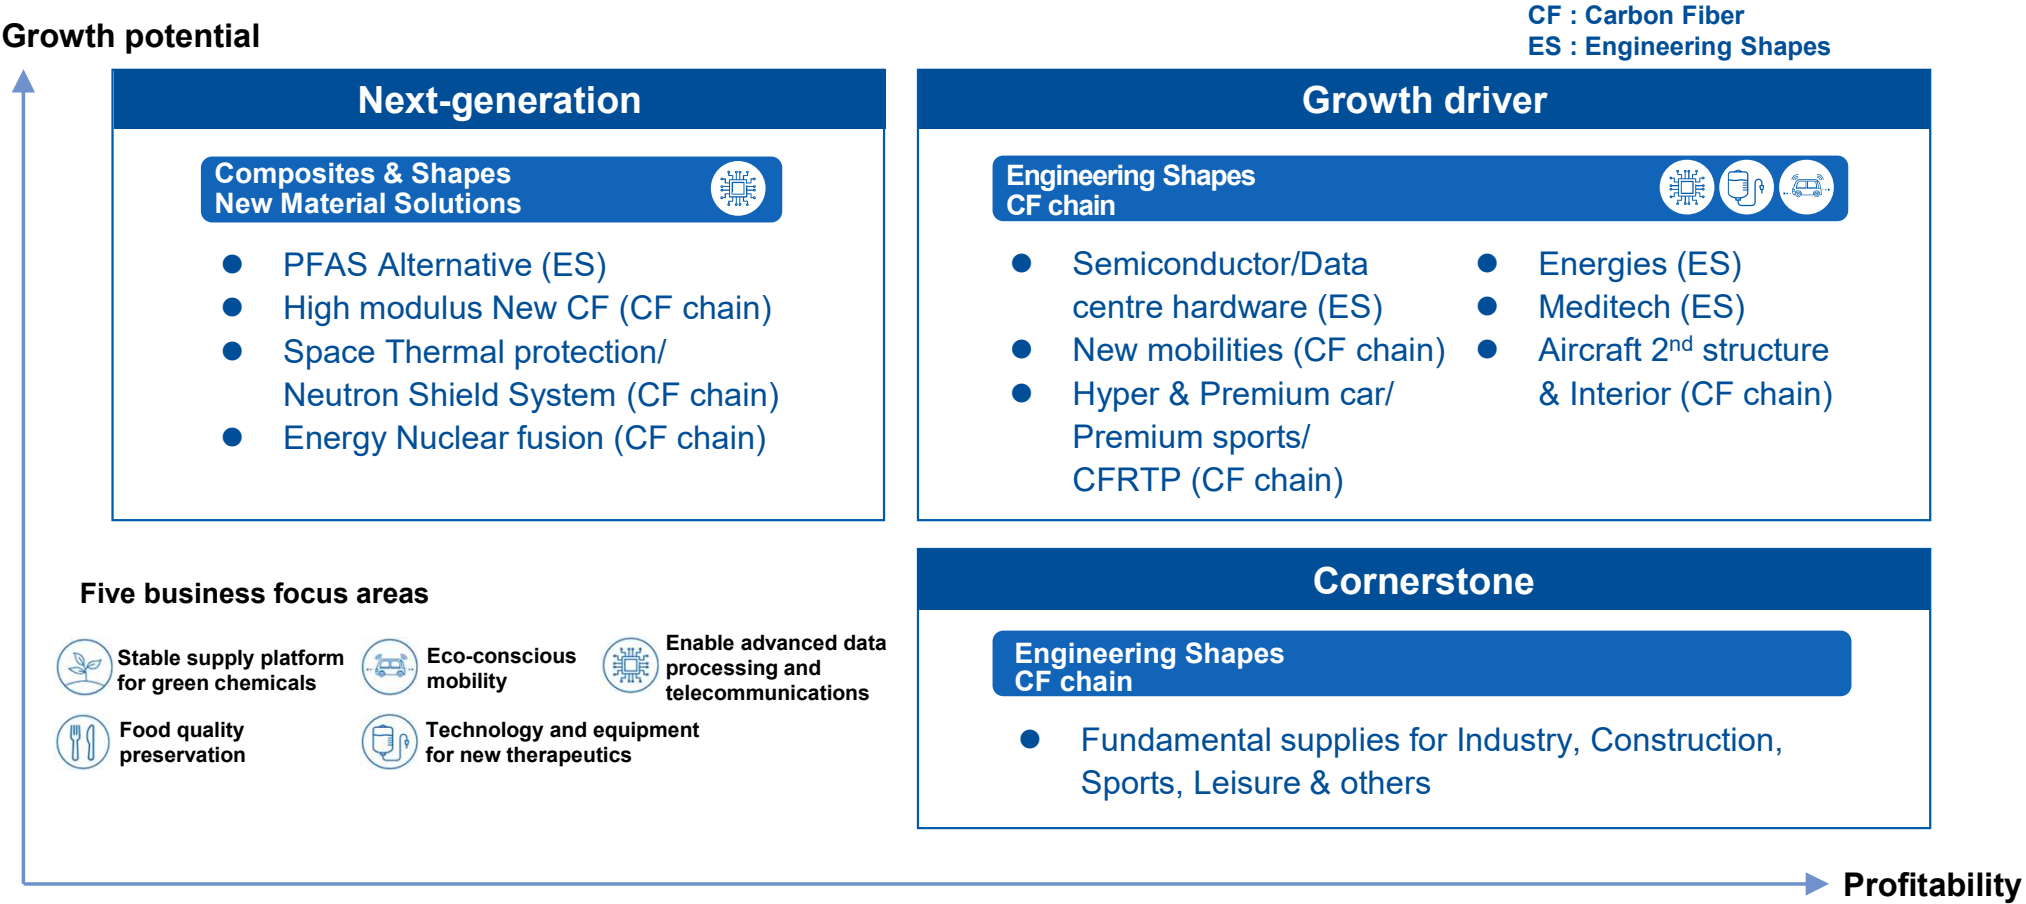 CF : Carbon Fiber
ES : Engineering Shapes
Growth potential
Next-generation
Composites & Shapes
New Material Solutions
● PFAS Alternative (ES)
● High modulus New CF (CF chain)
● Space Thermal protection/
Neutron Shield System (CF chain)
● Energy Nuclear fusion (CF chain)
Growth driver
Engineering Shapes
CF chain
● Semiconductor/Data
centre hardware (ES)
● New mobilities (CF chain)
● Hyper & Premium car/
Premium sports/
CFRTP (CF chain)
● Energies (ES)
● Meditech (ES)
● Aircraft 2nd structure
& Interior (CF chain)
Five business focus areas
Stable supply platform
for green chemicals
Eco-conscious
mobility
Enable advanced data
processing and
telecommunications
Food quality
preservation
Technology and equipment
for new therapeutics
Cornerstone
Engineering Shapes
CF chain
● Fundamental supplies for Industry, Construction,
Sports, Leisure & others
Profitability